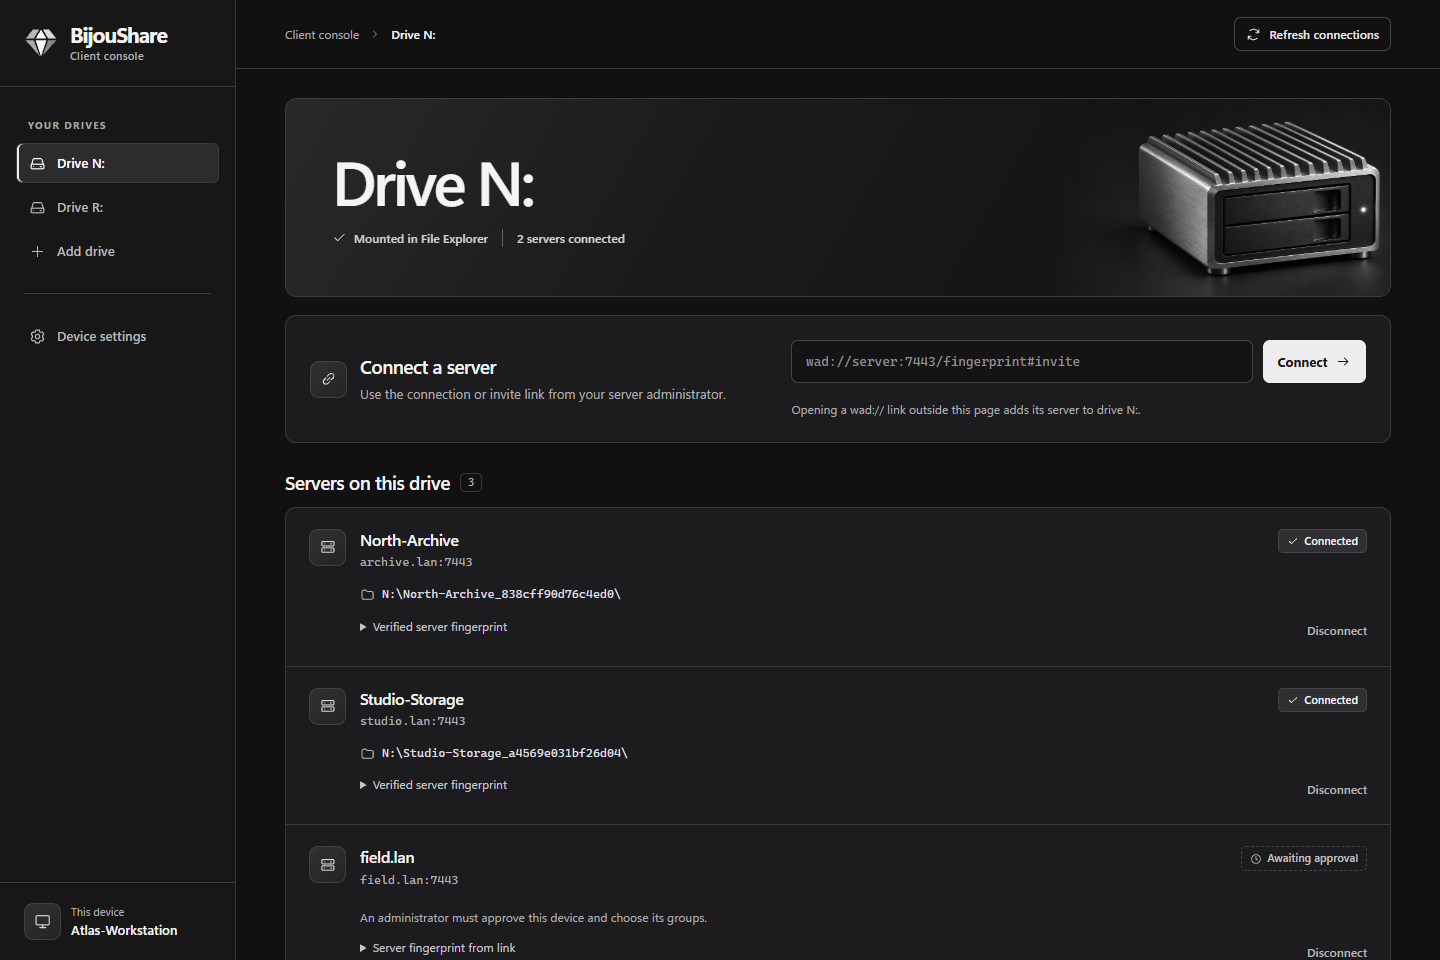 BijouShare
Client console
YOUR DRIVES
Drive N:
Drive R:
Add drive
Device settings
This device
Atlas-Workstation
Client console > Drive N:
Refresh connections
Drive N:
Mounted in File Explorer
2 servers connected
Connect a server
Use the connection or invite link from your server administrator.
wad://server:7443/fingerprint#invite
Connect →
Opening a wad:// link outside this page adds its server to drive N:.
Servers on this drive 3
North-Archive
Connected
archive.lan:7443
N:\North-Archive_838cff90d76c4ed0\
Verified server fingerprint
Disconnect
Studio-Storage
Connected
studio.lan:7443
N:\Studio-Storage_a4569e031bf26d04\
Verified server fingerprint
Disconnect
field.lan
Awaiting approval
field.lan:7443
An administrator must approve this device and choose its groups.
Server fingerprint from link
Disconnect